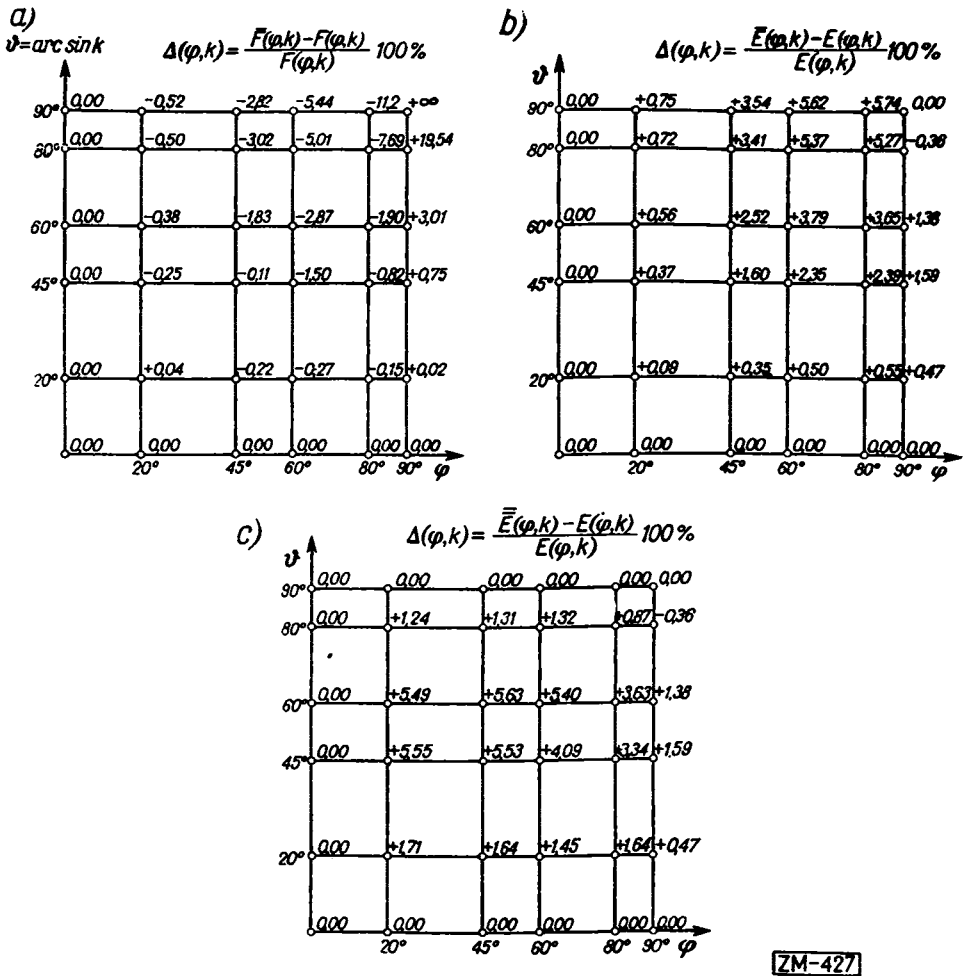 a)
ϑ=arc sin k
Δ(φ,k) = F̄(φ,k) − F(φ,k) / F(φ,k) 100%
90° 0,00 −0,52 −2,82 −5,44 −11,2 +∞
80° 0,00 −0,50 −3,02 −5,01 −7,69 +19,54
60° 0,00 −0,38 −1,83 −2,87 −1,90 +3,01
45° 0,00 −0,25 −0,11 −1,50 −0,82 +0,75
20° 0,00 +0,04 −0,22 −0,27 −0,15 +0,02
0,00 0,00 0,00 0,00 0,00 0,00
20° 45° 60° 80° 90° φ
b)
ϑ
Δ(φ,k) = Ē(φ,k) − E(φ,k) / E(φ,k) 100%
90° 0,00 +0,75 +3,54 +5,62 +5,74 0,00
80° 0,00 +0,72 +3,41 +5,37 +5,27 −0,36
60° 0,00 +0,56 +2,52 +3,79 +3,65 +1,38
45° 0,00 +0,37 +1,60 +2,35 +2,39 +1,59
20° 0,00 +0,09 +0,35 +0,50 +0,55 +0,47
0,00 0,00 0,00 0,00 0,00 0,00
20° 45° 60° 80° 90° φ
c)
ϑ
Δ(φ,k) = E̿(φ,k) − E(φ,k) / E(φ,k) 100%
90° 0,00 0,00 0,00 0,00 0,00 0,00
80° 0,00 +1,24 +1,31 +1,32 +0,87 −0,36
60° 0,00 +5,49 +5,63 +5,40 +3,63 +1,38
45° 0,00 +5,55 +5,53 +4,09 +3,34 +1,59
20° 0,00 +1,71 +1,64 +1,45 +1,64 +0,47
0,00 0,00 0,00 0,00 0,00 0,00
20° 45° 60° 80° 90° φ
ZM-427